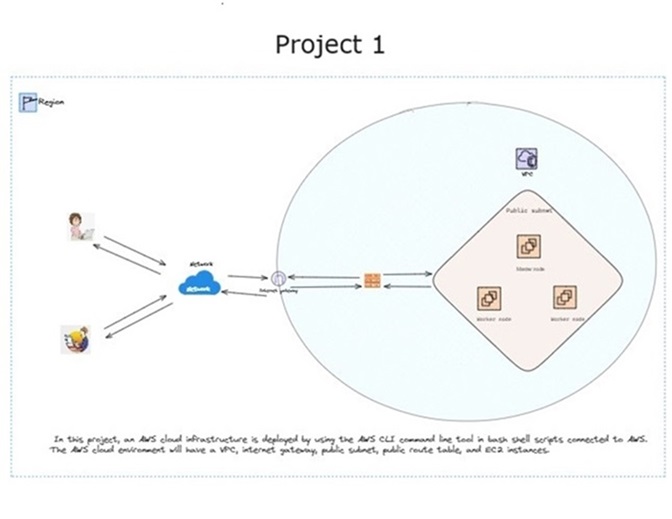 Project 1
Region
VPC
Public subnet
Master node
Worker node
Worker node
Network
Network
Internet gateway
In this project, an AWS cloud infrastructure is deployed by using the AWS CLI command line tool in bash shell scripts connected to AWS.
The AWS cloud environment will have a VPC, internet gateway, public subnet, public route table, and EC2 instances.